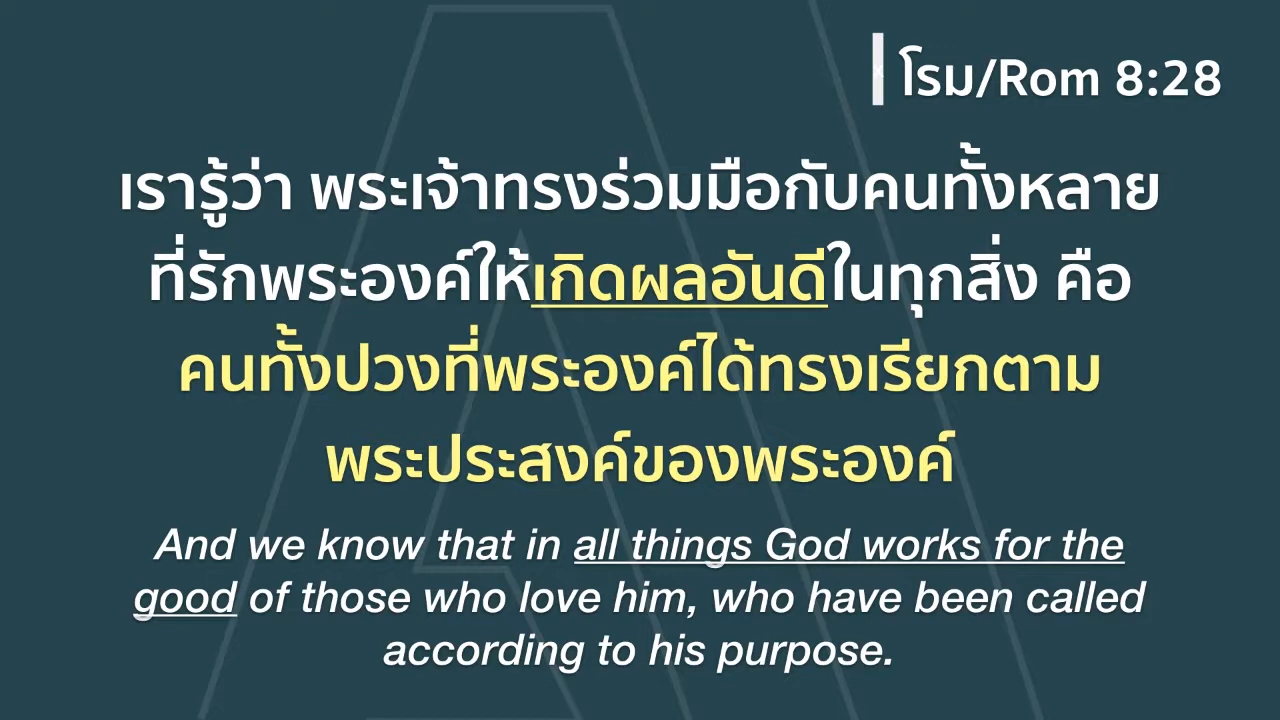 โรม/Rom 8:28
เรารู้ว่า พระเจ้าทรงร่วมมือกับคนทั้งหลาย
ที่รักพระองค์ให้เกิดผลอันดีในทุกสิ่ง คือ
คนทั้งปวงที่พระองค์ได้ทรงเรียกตาม
พระประสงค์ของพระองค์
And we know that in all things God works for the
good of those who love him, who have been called
according to his purpose.